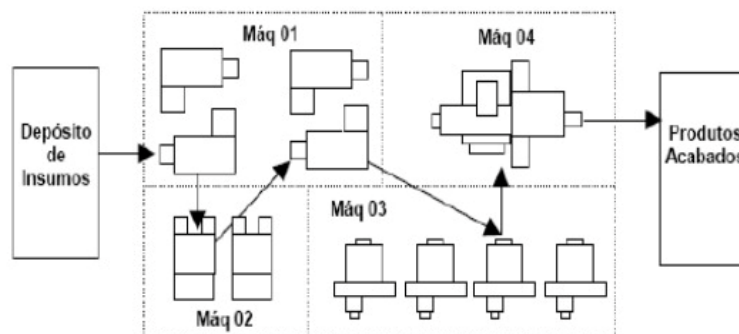 Máq 01
Máq 04
Depósito
de
Insumos
Produtos
Acabados
Máq 03
Máq 02